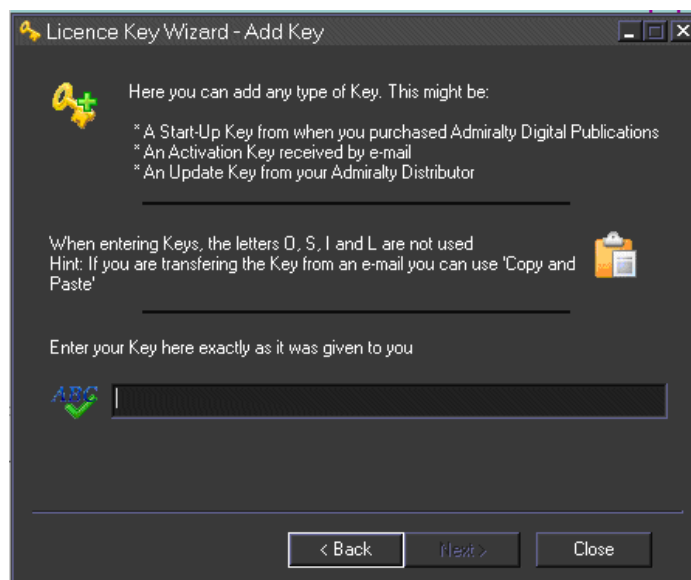 Licence Key Wizard - Add Key
Here you can add any type of Key. This might be:
* A Start-Up Key from when you purchased Admiralty Digital Publications
* An Activation Key received by e-mail
* An Update Key from your Admiralty Distributor
When entering Keys, the letters O, S, I and L are not used
Hint: If you are transfering the Key from an e-mail you can use 'Copy and
Paste'
Enter your Key here exactly as it was given to you
ABC
< Back
Next >
Close